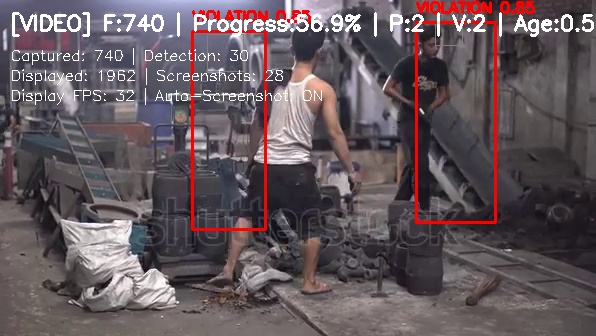 VIOLATION 0.85
[VIDEO] F:740 | Progress:56.9% | P:2 | V:2 | Age:0.5
Captured: 740 | Detection: 30
Displayed: 1962 | Screenshots: 28
Display FPS: 32 | Auto-Screenshot: ON
shutterstock